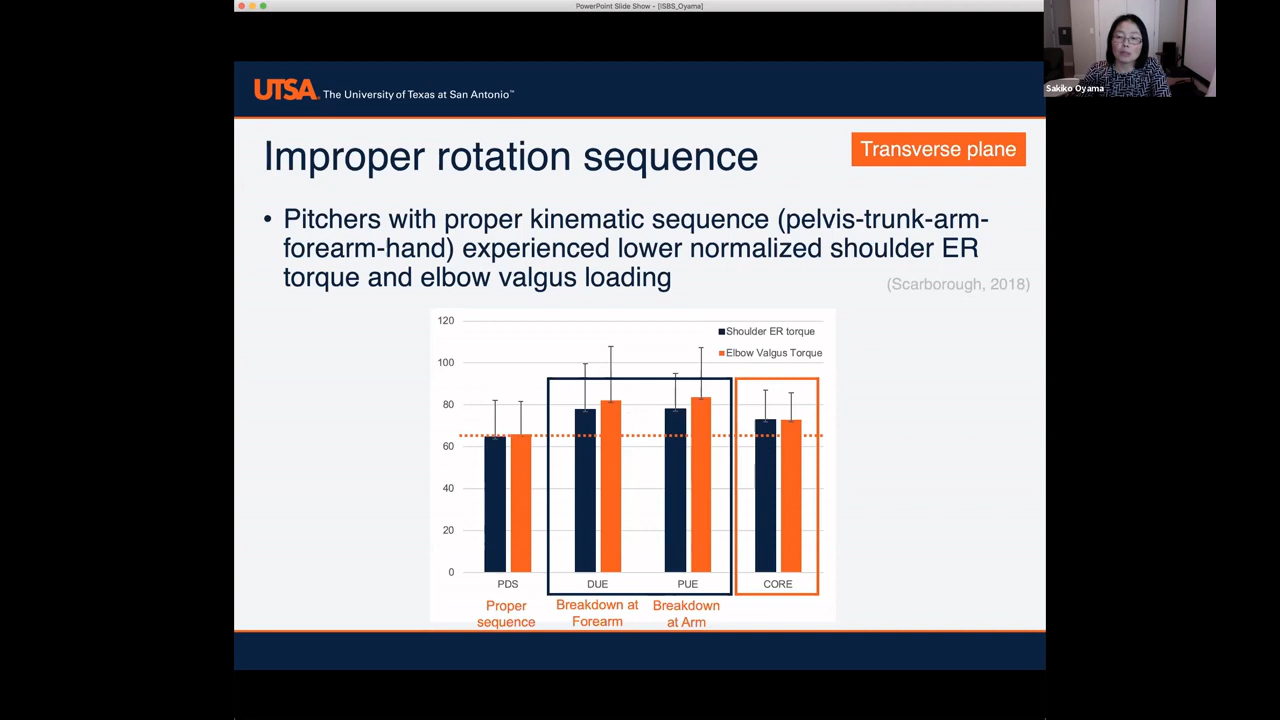 PowerPoint Slide Show - [ISBS_Oyama]
Sakiko Oyama
UTSA. The University of Texas at San Antonio™
Improper rotation sequence
Transverse plane
• Pitchers with proper kinematic sequence (pelvis-trunk-arm-
forearm-hand) experienced lower normalized shoulder ER
torque and elbow valgus loading
(Scarborough, 2018)
120
100
80
60
40
20
0
Shoulder ER torque
Elbow Valgus Torque
PDS
DUE
PUE
CORE
Proper
sequence
Breakdown at
Forearm
Breakdown
at Arm